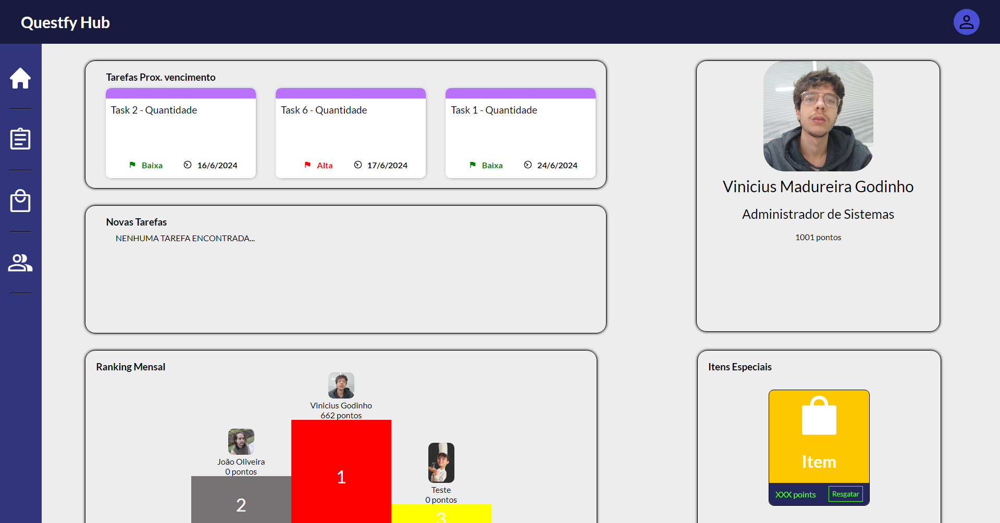 Questfy Hub
Tarefas Prox. vencimento
Task 2 - Quantidade
Baixa 16/6/2024
Task 6 - Quantidade
Alta 17/6/2024
Task 1 - Quantidade
Baixa 24/6/2024
Vinicius Madureira Godinho
Administrador de Sistemas
1001 pontos
Novas Tarefas
NENHUMA TAREFA ENCONTRADA...
Ranking Mensal
Vinicius Godinho
662 pontos
1
João Oliveira
0 pontos
2
Teste
0 pontos
3
Itens Especiais
Item
XXX points Resgatar